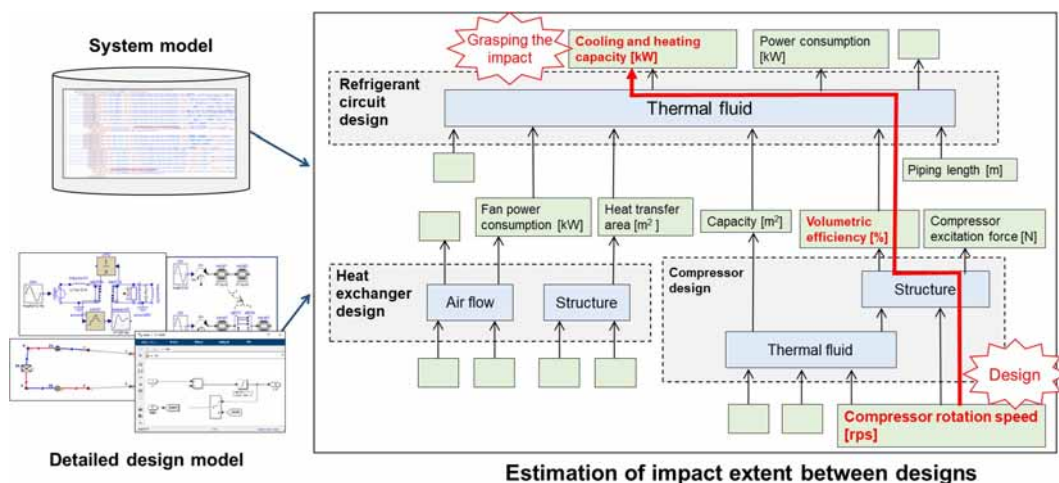 System model
Detailed design model
Grasping the
impact
Cooling and heating
capacity [kW]
Power consumption
[kW]
Refrigerant
circuit
design
Thermal fluid
Piping length [m]
Fan power
consumption [kW]
Heat transfer
area [m²]
Capacity [m²]
Volumetric
efficiency [%]
Compressor
excitation force [N]
Heat
exchanger
design
Air flow
Structure
Compressor
design
Structure
Thermal fluid
Design
Compressor rotation speed
[rps]
Estimation of impact extent between designs